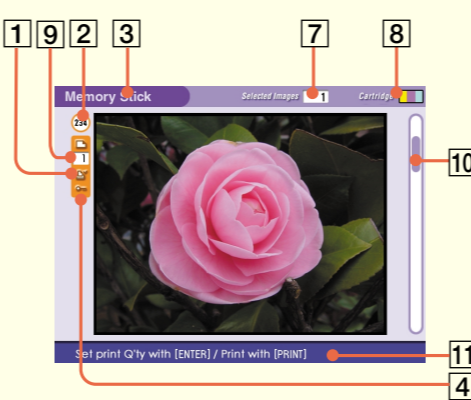 1 9 2 3 7 8
Memory Stick Selected Images 1 Cartridge
234
1
10
Set print Q'ty with [ENTER] / Print with [PRINT]
11
4